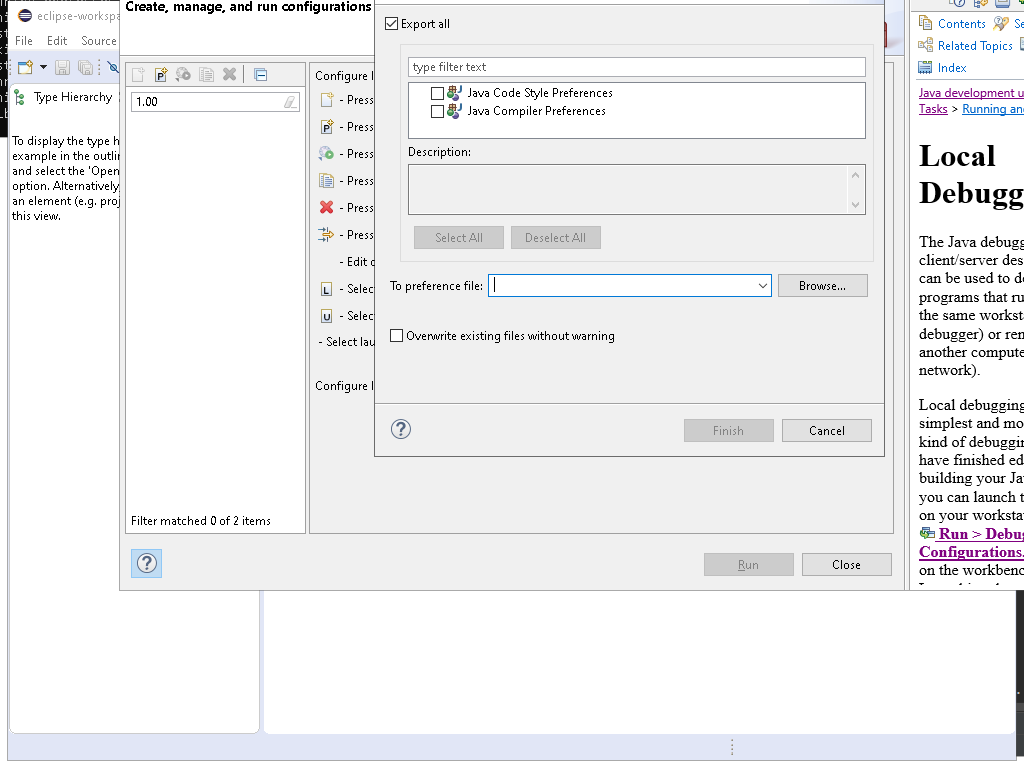 eclipse-workspa
File Edit Source
Type Hierarchy
To display the type h
example in the outlin
and select the 'Open
option. Alternatively
an element (e.g. proj
this view.
Create, manage, and run configurations
1.00
Filter matched 0 of 2 items
Configure l
- Press
- Press
- Press
- Press
- Press
- Press
- Edit o
- Selec
- Selec
- Select lau
Configure l
Run
Close
Export all
type filter text
Java Code Style Preferences
Java Compiler Preferences
Description:
Select All
Deselect All
To preference file:
Browse...
Overwrite existing files without warning
Finish
Cancel
Contents Se
Related Topics
Index
Java development u
Tasks > Running and
Local
Debugg
The Java debugg
client/server des
can be used to de
programs that ru
the same worksta
debugger) or rem
another compute
network).
Local debugging
simplest and mo
kind of debuggin
have finished ed
building your Jav
you can launch t
on your worksta
Run > Debug
Configurations.
on the workbenc